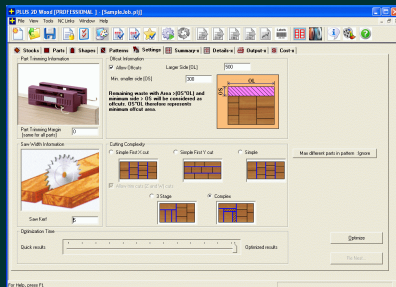 PLUS 2D Wood [PROFESSIONAL ] - [Sample.Job.pl)]
File View Tools NC Links Window Help
Stocks Parts Shapes Patterns Settings Summary-s Details-s Output-s Cost-s
Part Trimming Information
Part Trimming Margin
(same for all parts)
0
Offcut Information
Allow Offcuts
Larger Side [OL]
500
Min. smaller side [OS]
300
Remaining waste with Area >(OS*OL) and
minimum side > OS will be considered as
offcuts. OS*OL therefore represents
minimum offcut area.
OL
OS
Saw Width Information
Saw Kerf
5
Cutting Complexity
Simple First X cut
Simple First Y cut
Simple
3 Stage
Complex
Max different parts in pattern
Ignore
Optimization Time
Quick results
Optimized results
Optimize
For Help, press F1